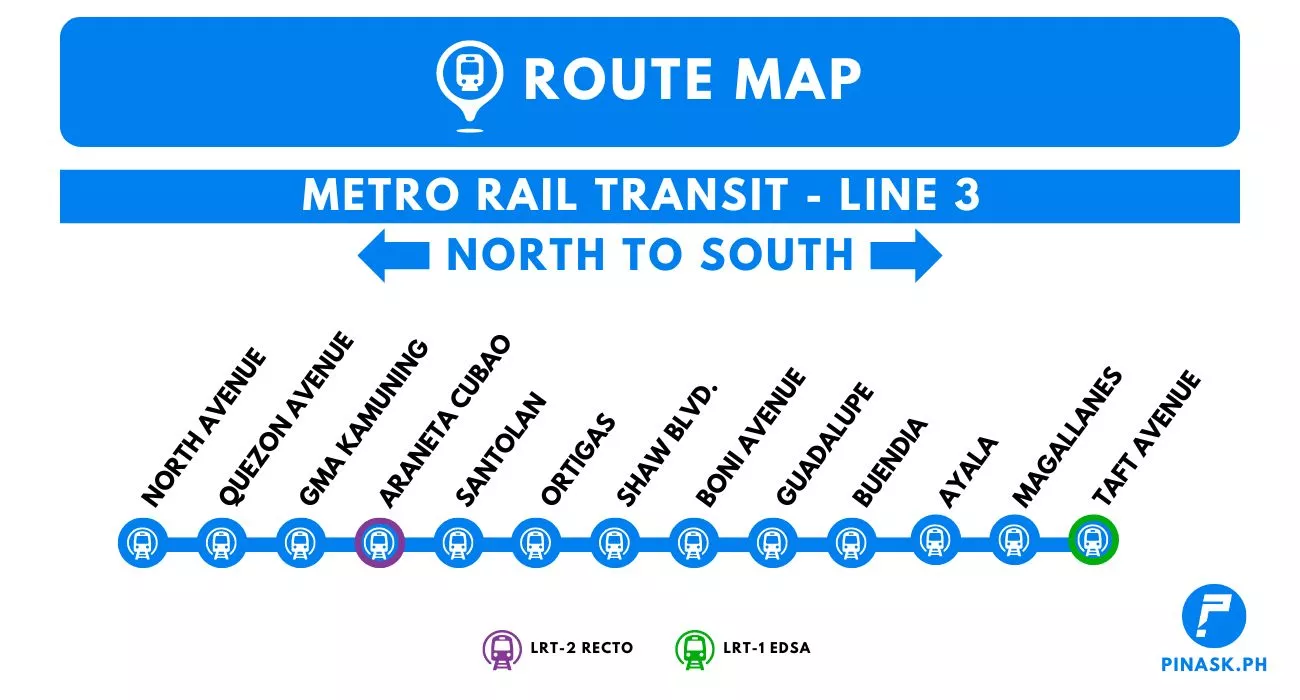 ROUTE MAP
METRO RAIL TRANSIT - LINE 3
NORTH TO SOUTH
NORTH AVENUE
QUEZON AVENUE
GMA KAMUNING
ARANETA CUBAO
SANTOLAN
ORTIGAS
SHAW BLVD.
BONI AVENUE
GUADALUPE
BUENDIA
AYALA
MAGALLANES
TAFT AVENUE
LRT-2 RECTO
LRT-1 EDSA
PINASK.PH